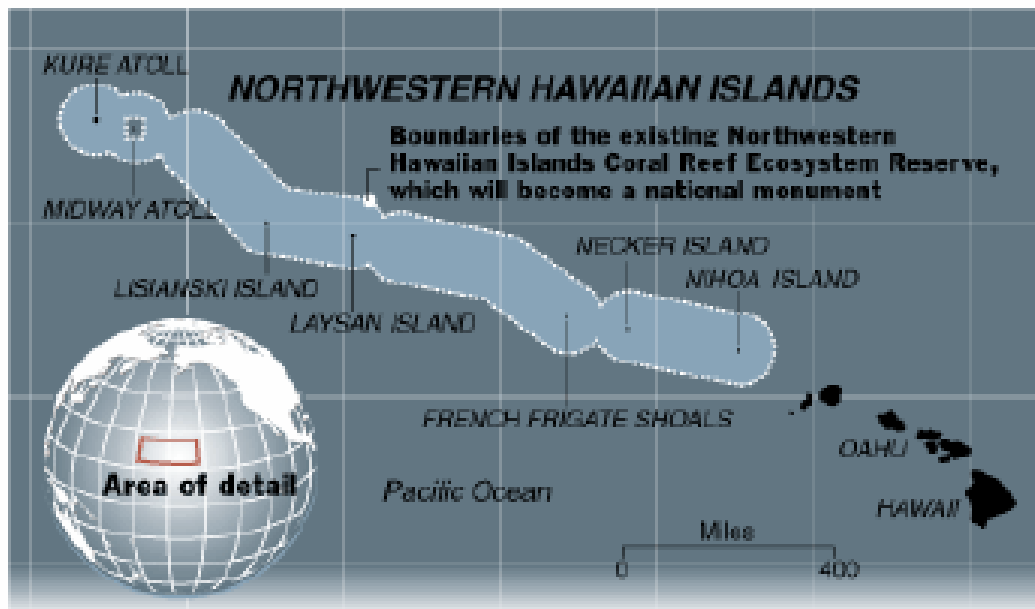 KURE ATOLL
NORTHWESTERN HAWAIIAN ISLANDS
Boundaries of the existing Northwestern
Hawaiian Islands Coral Reef Ecosystem Reserve,
which will become a national monument
MIDWAY ATOLL
NECKER ISLAND
NIHOA ISLAND
LISIANSKI ISLAND
LAYSAN ISLAND
FRENCH FRIGATE SHOALS
OAHU
Area of detail
Pacific Ocean
HAWAII
Miles
0 400